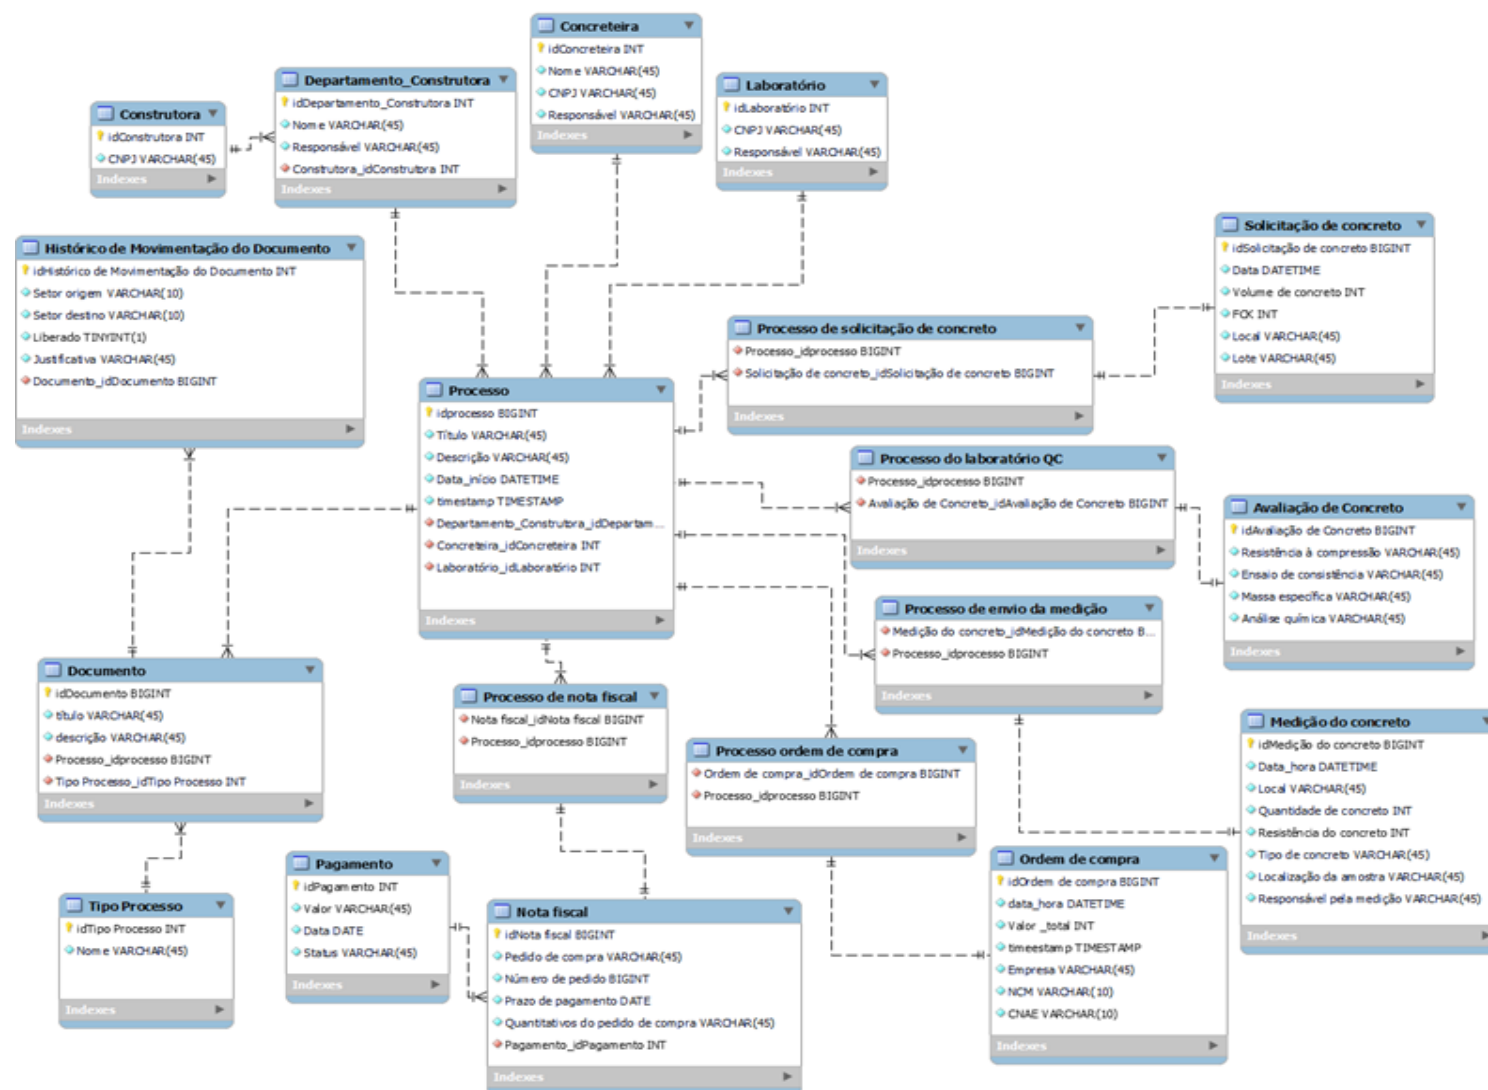 Concreteira
idConcreteira INT
Nome VARCHAR(45)
CNPJ VARCHAR(45)
Responsável VARCHAR(45)
Indexes
Departamento_Construtora
idDepartamento_Construtora INT
Nome VARCHAR(45)
Responsável VARCHAR(45)
Construtora_idConstrutora INT
Indexes
Laboratório
idLaboratório INT
CNPJ VARCHAR(45)
Responsável VARCHAR(45)
Indexes
Construtora
idConstrutora INT
CNPJ VARCHAR(45)
Indexes
Histórico de Movimentação do Documento
idHistórico de Movimentação do Documento INT
Setor origem VARCHAR(10)
Setor destino VARCHAR(10)
Liberado TINYINT(1)
Justificativa VARCHAR(45)
Documento_idDocumento BIGINT
Indexes
Solicitação de concreto
idSolicitação de concreto BIGINT
Data DATETIME
Volume de concreto INT
FCK INT
Local VARCHAR(45)
Lote VARCHAR(45)
Indexes
Processo de solicitação de concreto
Processo_idprocesso BIGINT
Solicitação de concreto_idSolicitação de concreto BIGINT
Indexes
Processo
idprocesso BIGINT
Título VARCHAR(45)
Descrição VARCHAR(45)
Data_início DATETIME
timestamp TIMESTAMP
Departamento_Construtora_idDepartam...
Concreteira_idConcreteira INT
Laboratório_idLaboratório INT
Indexes
Processo do laboratório QC
Processo_idprocesso BIGINT
Avaliação de Concreto_idAvaliação de Concreto BIGINT
Indexes
Avaliação de Concreto
idAvaliação de Concreto BIGINT
Resistência à compressão VARCHAR(45)
Ensaio de consistência VARCHAR(45)
Massa específica VARCHAR(45)
Análise química VARCHAR(45)
Indexes
Processo de envio da medição
Medição do concreto_idMedição do concreto B...
Processo_idprocesso BIGINT
Indexes
Documento
idDocumento BIGINT
título VARCHAR(45)
descrição VARCHAR(45)
Processo_idprocesso BIGINT
Tipo Processo_idTipo Processo INT
Indexes
Processo de nota fiscal
Nota fiscal_idNota fiscal BIGINT
Processo_idprocesso BIGINT
Indexes
Processo ordem de compra
Ordem de compra_idOrdem de compra BIGINT
Processo_idprocesso BIGINT
Indexes
Medição do concreto
idMedição do concreto BIGINT
Data_hora DATETIME
Local VARCHAR(45)
Quantidade de concreto INT
Resistência do concreto INT
Tipo de concreto VARCHAR(45)
Localização da amostra VARCHAR(45)
Responsável pela medição VARCHAR(45)
Indexes
Pagamento
idPagamento INT
Valor VARCHAR(45)
Data DATE
Status VARCHAR(45)
Indexes
Ordem de compra
idOrdem de compra BIGINT
data_hora DATETIME
Valor _total INT
timeestamp TIMESTAMP
Empresa VARCHAR(45)
NCM VARCHAR(10)
CNAE VARCHAR(10)
Indexes
Tipo Processo
idTipo Processo INT
Nome VARCHAR(45)
Indexes
Nota fiscal
idNota fiscal BIGINT
Pedido de compra VARCHAR(45)
Número de pedido BIGINT
Prazo de pagamento DATE
Quantitativos do pedido de compra VARCHAR(45)
Pagamento_idPagamento INT
Indexes